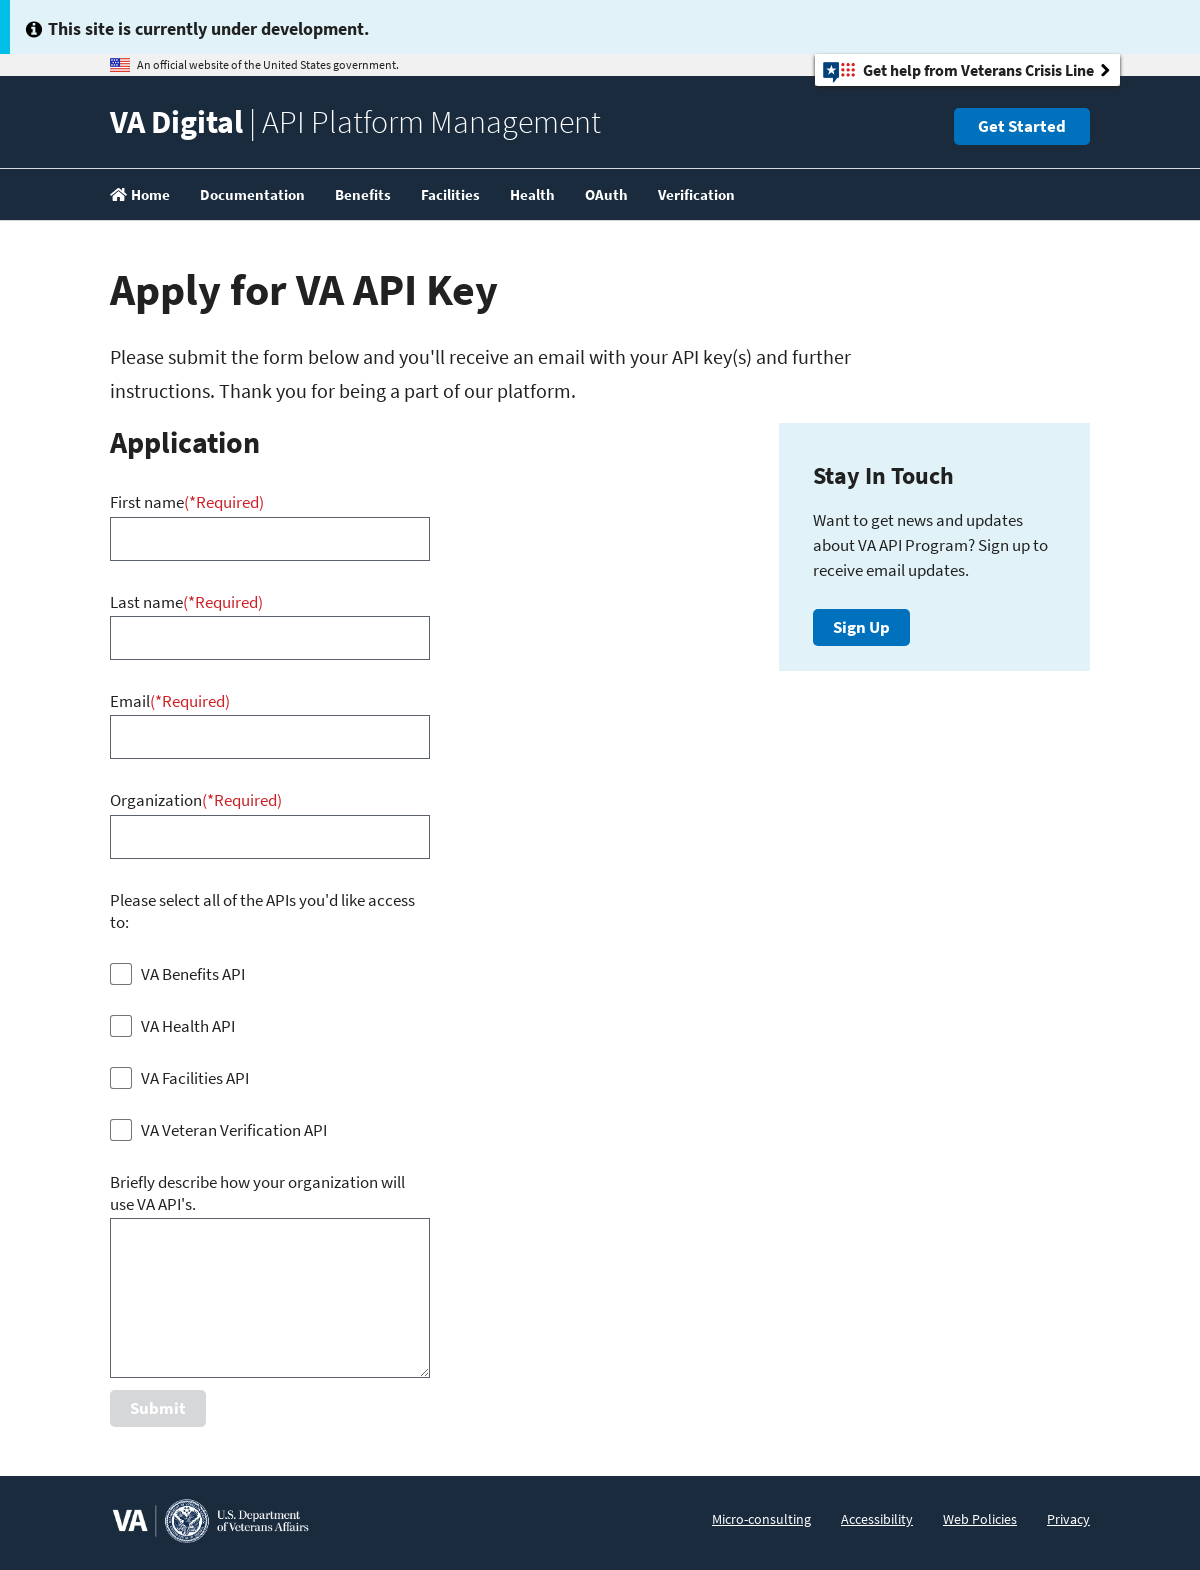 This site is currently under development.
An official website of the United States government.
Get help from Veterans Crisis Line
VA Digital | API Platform Management
Get Started
Home Documentation Benefits Facilities Health OAuth Verification
Apply for VA API Key
Please submit the form below and you'll receive an email with your API key(s) and further
instructions. Thank you for being a part of our platform.
Application
First name(*Required)
Last name(*Required)
Email(*Required)
Organization(*Required)
Please select all of the APIs you'd like access
to:
VA Benefits API
VA Health API
VA Facilities API
VA Veteran Verification API
Briefly describe how your organization will
use VA API's.
Submit
Stay In Touch
Want to get news and updates
about VA API Program? Sign up to
receive email updates.
Sign Up
VA
U.S. Department
of Veterans Affairs
Micro-consulting Accessibility Web Policies Privacy